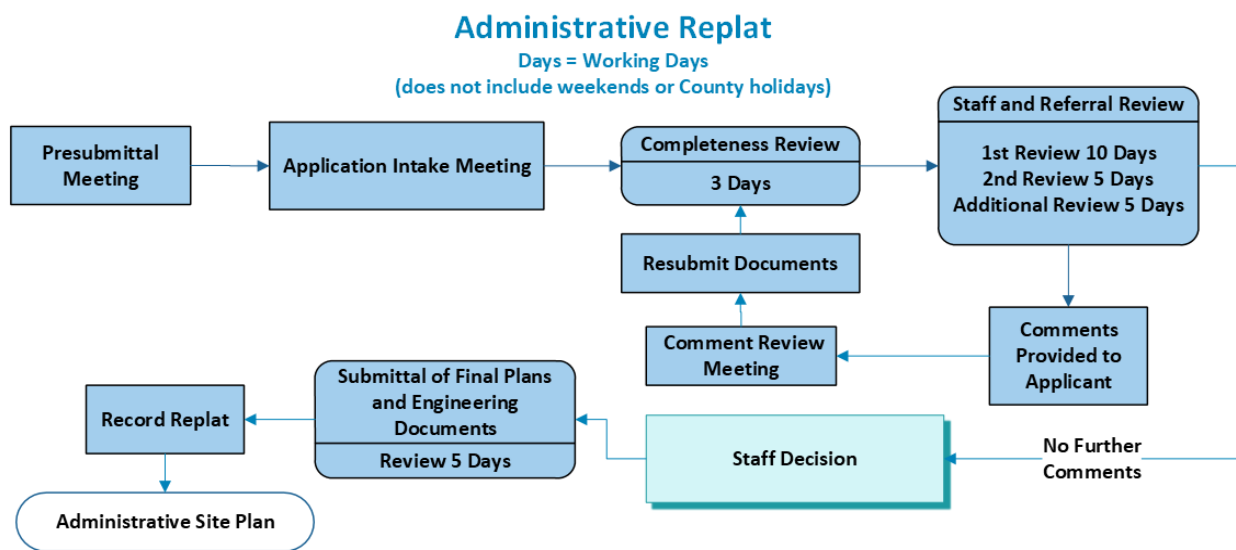 Administrative Replat
Days = Working Days
(does not include weekends or County holidays)
Presubmittal
Meeting
Application Intake Meeting
Completeness Review
3 Days
Staff and Referral Review
1st Review 10 Days
2nd Review 5 Days
Additional Review 5 Days
Resubmit Documents
Comment Review
Meeting
Comments
Provided to
Applicant
Submittal of Final Plans
and Engineering
Documents
Review 5 Days
Record Replat
Staff Decision
No Further
Comments
Administrative Site Plan